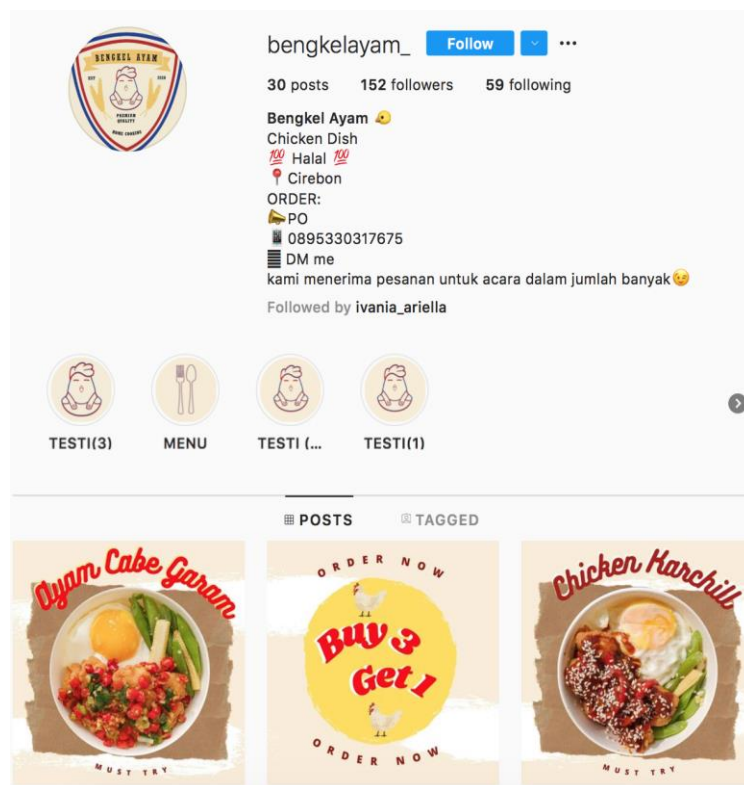 bengkelayam_ Follow
30 posts 152 followers 59 following
Bengkel Ayam
Chicken Dish
💯 Halal 💯
Cirebon
ORDER:
PO
0895330317675
DM me
kami menerima pesanan untuk acara dalam jumlah banyak😉
Followed by ivania_ariella
BENGKEL AYAM
EST
PREMIUM
QUALITY
HOME COOKING
TESTI(3) MENU TESTI (... TESTI(1)
POSTS TAGGED
Ayam Cabe Garam
MUST TRY
ORDER NOW
Buy 3
Get 1
ORDER NOW
Chicken Karchill
MUST TRY